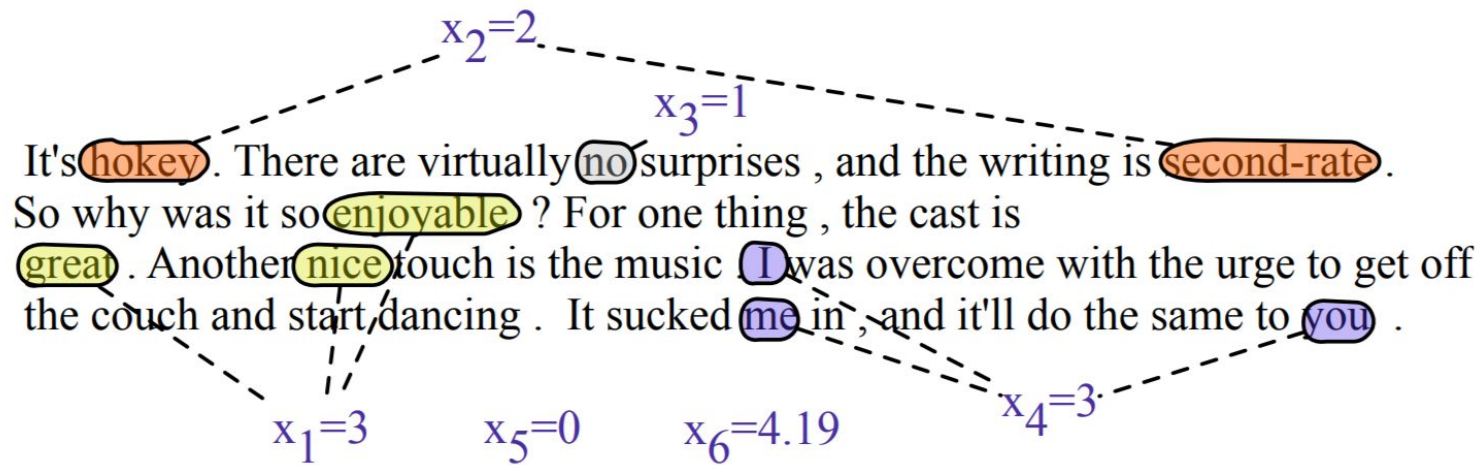 x2=2
x3=1
It's hokey . There are virtually no surprises , and the writing is second-rate .
So why was it so enjoyable ? For one thing , the cast is
great . Another nice touch is the music . I was overcome with the urge to get off
the couch and start dancing . It sucked me in , and it'll do the same to you .
x1=3 x5=0 x6=4.19 x4=3